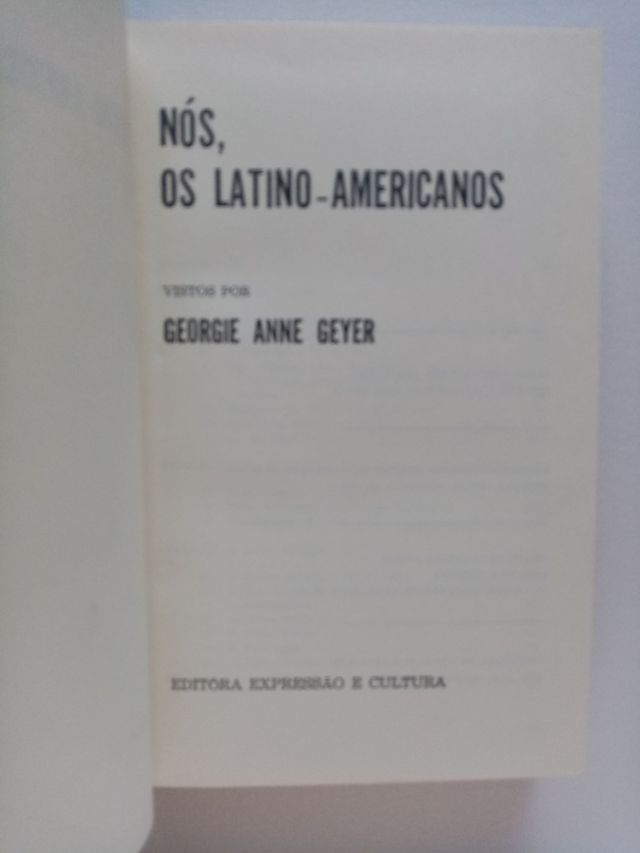 NÓS,
OS LATINO-AMERICANOS
VISTOS POR
GEORGIE ANNE GEYER
EDITORA EXPRESSÃO E CULTURA